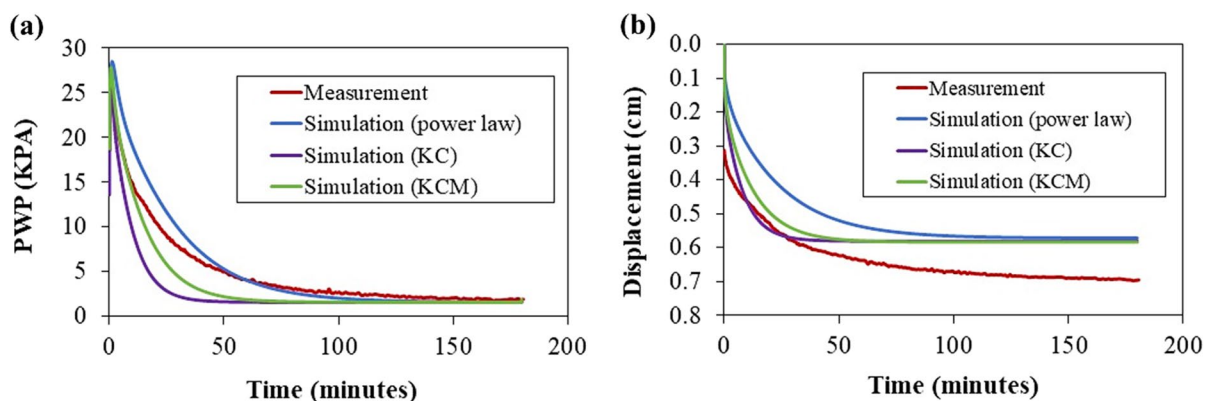 (a)
30
25
20
15
10
5
0
PWP (KPA)
Measurement
Simulation (power law)
Simulation (KC)
Simulation (KCM)
0
50
100
150
200
Time (minutes)
(b)
0.0
0.1
0.2
0.3
0.4
0.5
0.6
0.7
0.8
Displacement (cm)
Measurement
Simulation (power law)
Simulation (KC)
Simulation (KCM)
0
50
100
150
200
Time (minutes)